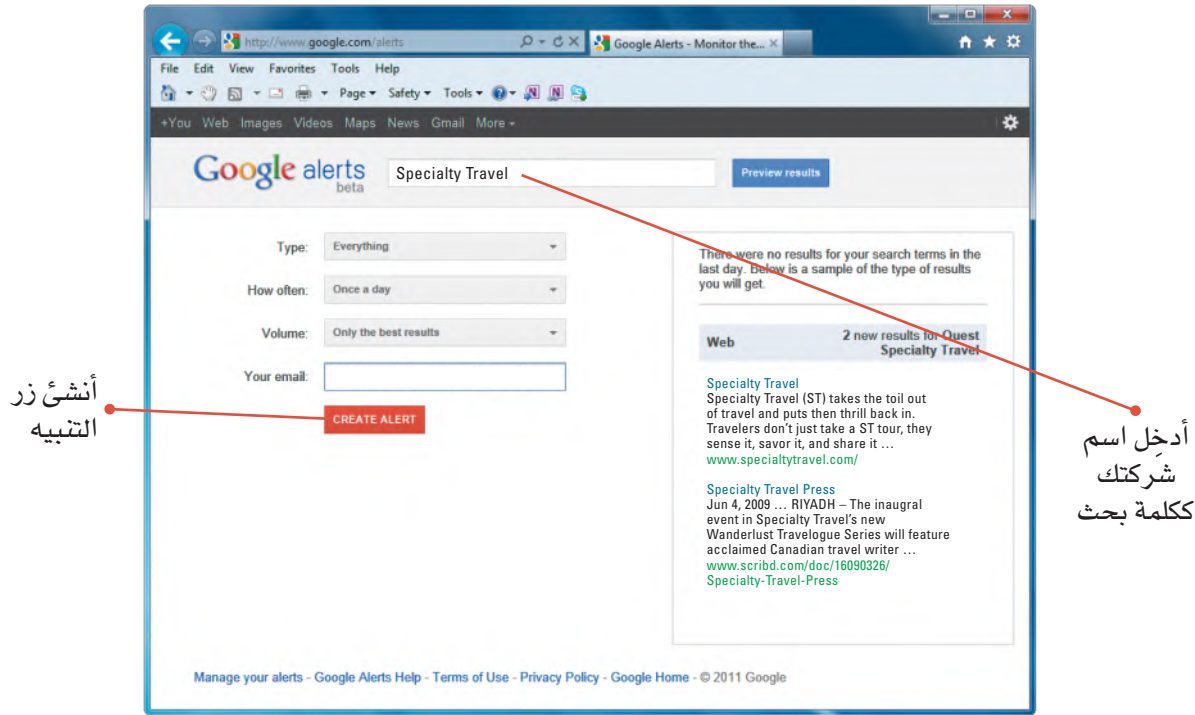 http://www.google.com/alerts
Google Alerts - Monitor the...
File Edit View Favorites Tools Help
Page Safety Tools
+You Web Images Videos Maps News Gmail More
Google alerts
beta
Specialty Travel
Preview results
Type: Everything
How often: Once a day
Volume: Only the best results
Your email:
CREATE ALERT
There were no results for your search terms in the
last day. Below is a sample of the type of results
you will get.
Web 2 new results for Quest
Specialty Travel
Specialty Travel
Specialty Travel (ST) takes the toil out
of travel and puts then thrill back in.
Travelers don't just take a ST tour, they
sense it, savor it, and share it …
www.specialtytravel.com/
Specialty Travel Press
Jun 4, 2009 … RIYADH – The inaugral
event in Specialty Travel's new
Wanderlust Travelogue Series will feature
acclaimed Canadian travel writer …
www.scribd.com/doc/16090326/
Specialty-Travel-Press
أنشئ زر
التنبيه
أدخِل اسم
شركتك
ككلمة بحث
Manage your alerts - Google Alerts Help - Terms of Use - Privacy Policy - Google Home - © 2011 Google